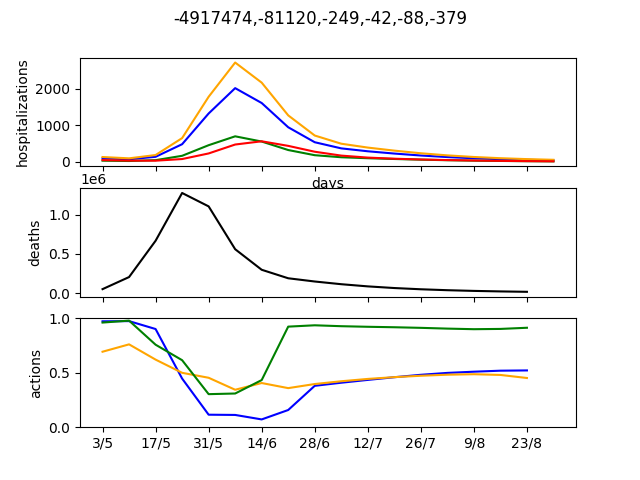 -4917474,-81120,-249,-42,-88,-379
hospitalizations
2000
1000
0
days
1e6
deaths
1.0
0.5
0.0
actions
1.0
0.5
0.0
3/5 17/5 31/5 14/6 28/6 12/7 26/7 9/8 23/8